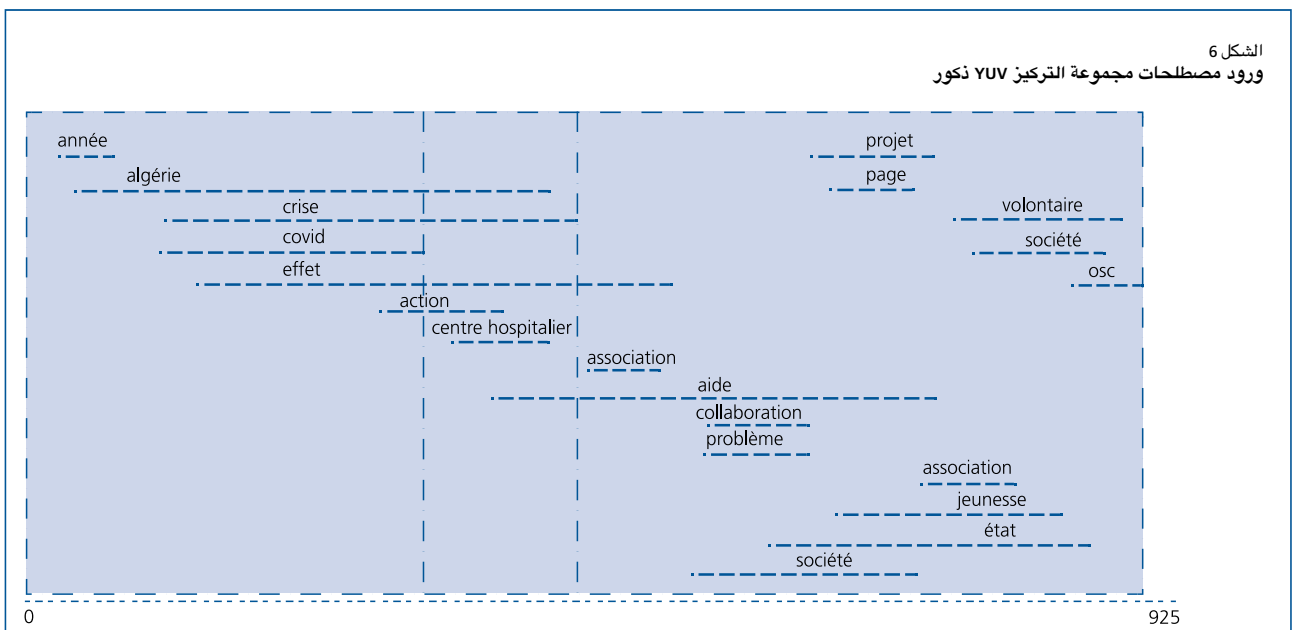 الشكل 6
ورود مصطلحات مجموعة التركيز YUV ذكور
année
projet
algérie
page
crise
volontaire
covid
société
effet
osc
action
centre hospitalier
association
aide
collaboration
problème
association
jeunesse
état
société
0
925